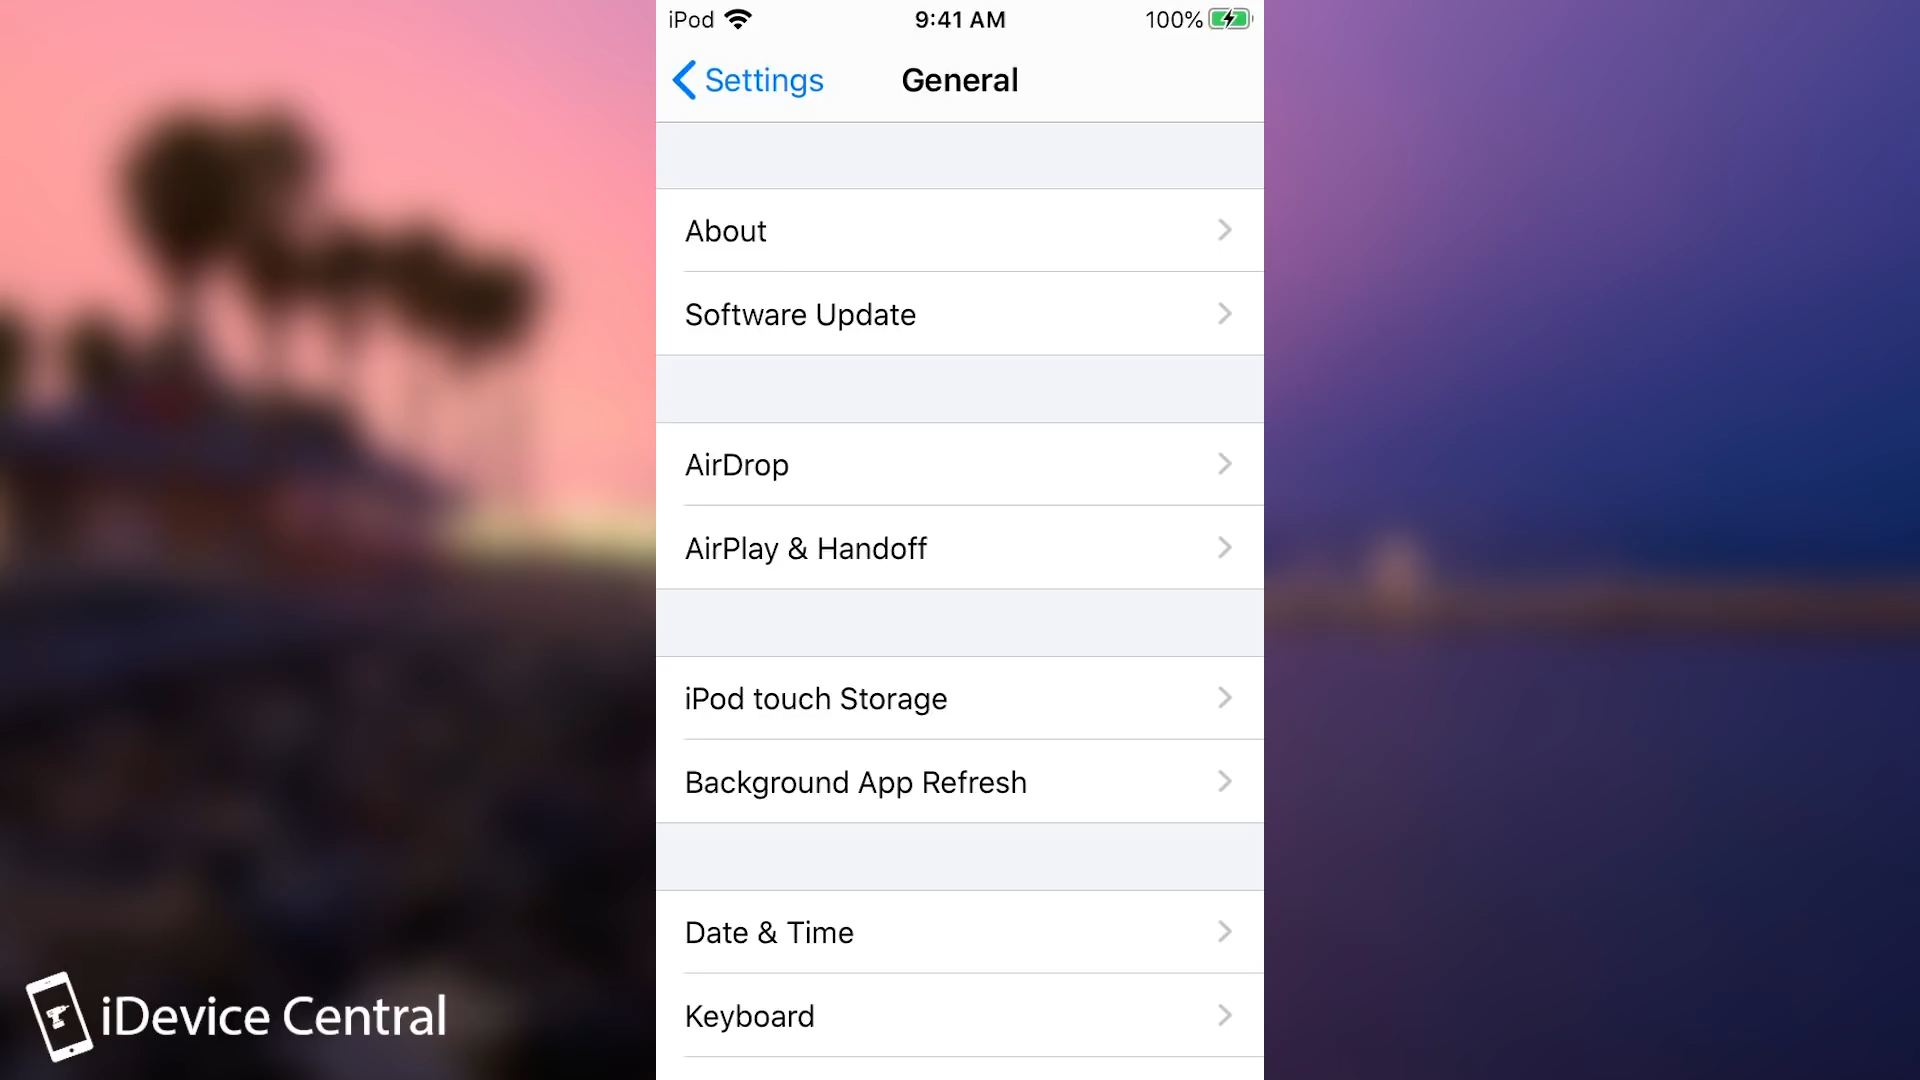 iPod 9:41 AM 100%
Settings General
About
Software Update
AirDrop
AirPlay & Handoff
iPod touch Storage
Background App Refresh
Date & Time
Keyboard
iDevice Central